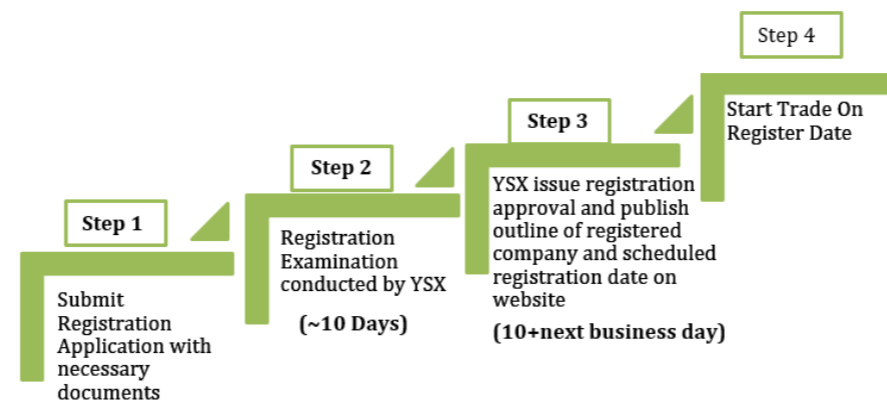 Step 1
Submit
Registration
Application with
necessary
documents
Step 2
Registration
Examination
conducted by YSX
(~10 Days)
Step 3
YSX issue registration
approval and publish
outline of registered
company and scheduled
registration date on
website
(10+next business day)
Step 4
Start Trade On
Register Date